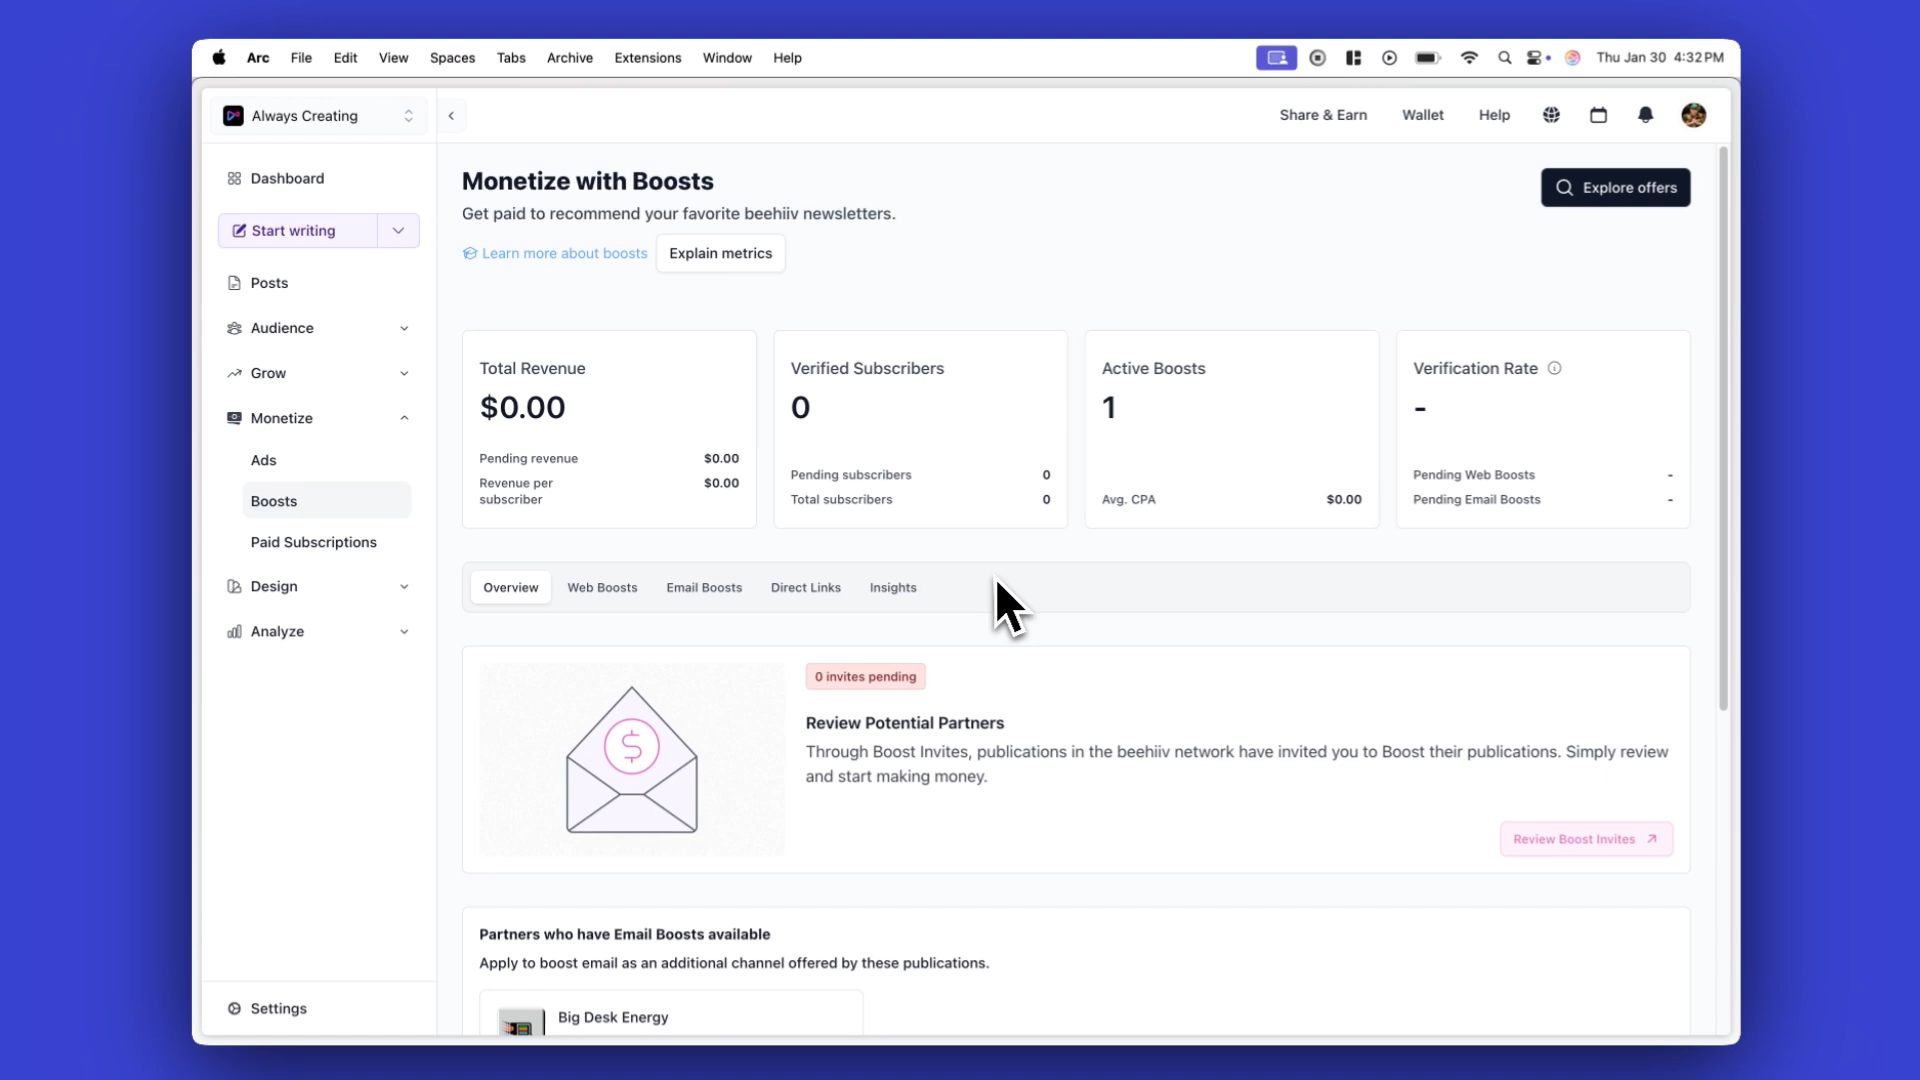 Arc File Edit View Spaces Tabs Archive Extensions Window Help Thu Jan 30 4:32 PM
Always Creating
Share & Earn Wallet Help
Dashboard
Start writing
Posts
Audience
Grow
Monetize
Ads
Boosts
Paid Subscriptions
Design
Analyze
Settings
Monetize with Boosts
Get paid to recommend your favorite beehiiv newsletters.
Explore offers
Learn more about boosts Explain metrics
Total Revenue
$0.00
Pending revenue $0.00
Revenue per $0.00
subscriber
Verified Subscribers
0
Pending subscribers 0
Total subscribers 0
Active Boosts
1
Avg. CPA $0.00
Verification Rate
-
Pending Web Boosts -
Pending Email Boosts -
Overview Web Boosts Email Boosts Direct Links Insights
$
0 invites pending
Review Potential Partners
Through Boost Invites, publications in the beehiiv network have invited you to Boost their publications. Simply review
and start making money.
Review Boost Invites
Partners who have Email Boosts available
Apply to boost email as an additional channel offered by these publications.
Big Desk Energy